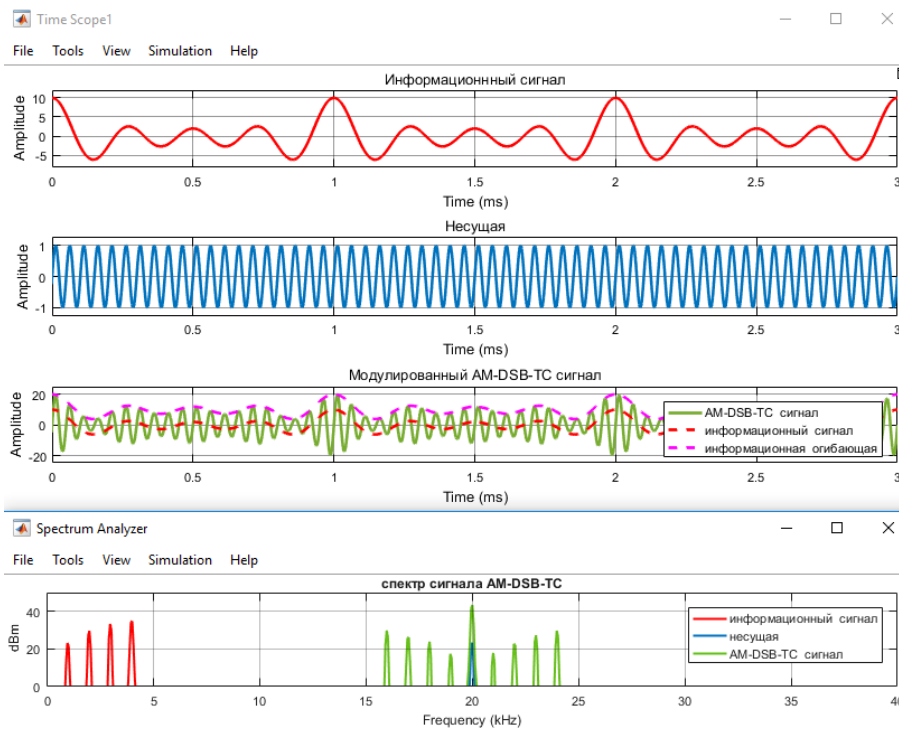 Time Scope1
File Tools View Simulation Help
Информационнный сигнал
10
5
0
-5
Amplitude
0 0.5 1 1.5 2 2.5 3
Time (ms)
Несущая
1
0
-1
Amplitude
0 0.5 1 1.5 2 2.5 3
Time (ms)
Модулированный AM-DSB-TC сигнал
20
0
-20
Amplitude
AM-DSB-TC сигнал
информационный сигнал
информационная огибающая
0 0.5 1 1.5 2 2.5 3
Time (ms)
Spectrum Analyzer
File Tools View Simulation Help
спектр сигнала AM-DSB-TC
40
20
0
dBm
информационный сигнал
несущая
AM-DSB-TC сигнал
0 5 10 15 20 25 30 35 40
Frequency (kHz)